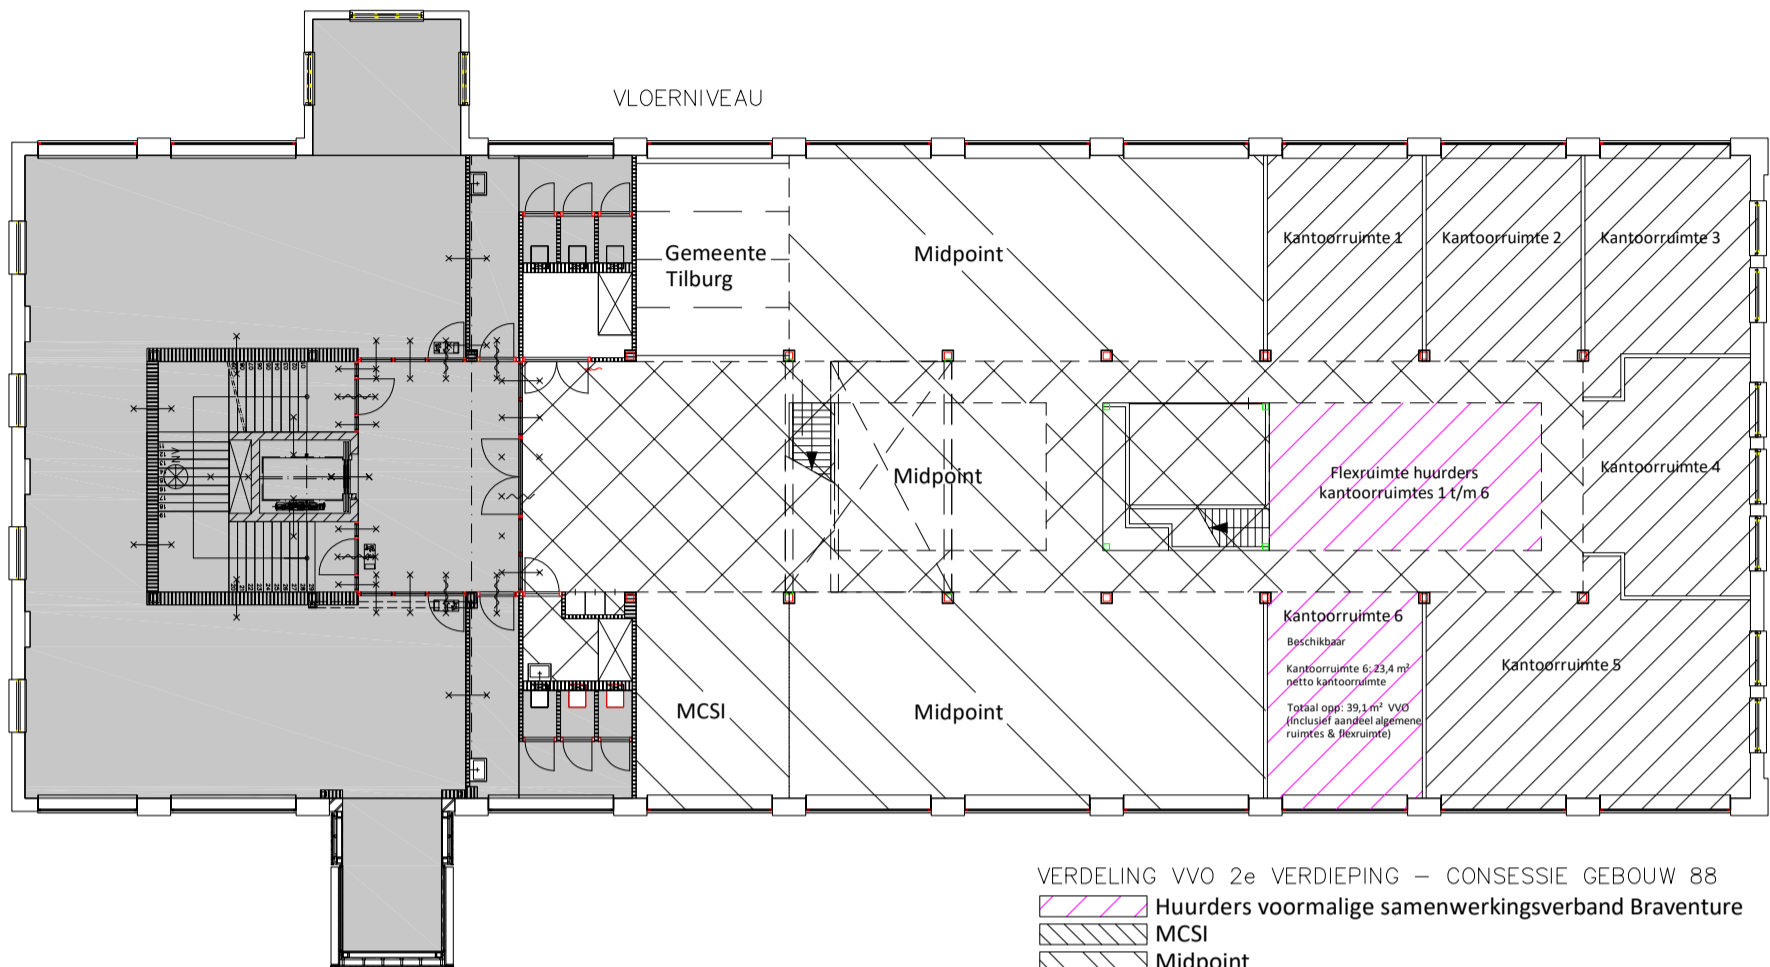 VLOERNIVEAU
Gemeente
Tilburg
Midpoint
Kantoorruimte 1
Kantoorruimte 2
Kantoorruimte 3
Midpoint
Flexruimte huurders
kantoorruimtes 1 t/m 6
Kantoorruimte 4
NV
MCSI
Midpoint
Kantoorruimte 6
Beschikbaar
Kantoorruimte 6: 23,4 m²
netto kantoorruimte
Totaal opp: 39,1 m² VVO
(inclusief aandeel algemene
ruimtes & flexruimte)
Kantoorruimte 5
VERDELING VVO 2e VERDIEPING – CONSESSIE GEBOUW 88
Huurders voormalige samenwerkingsverband Braventure
MCSI
Midpoint